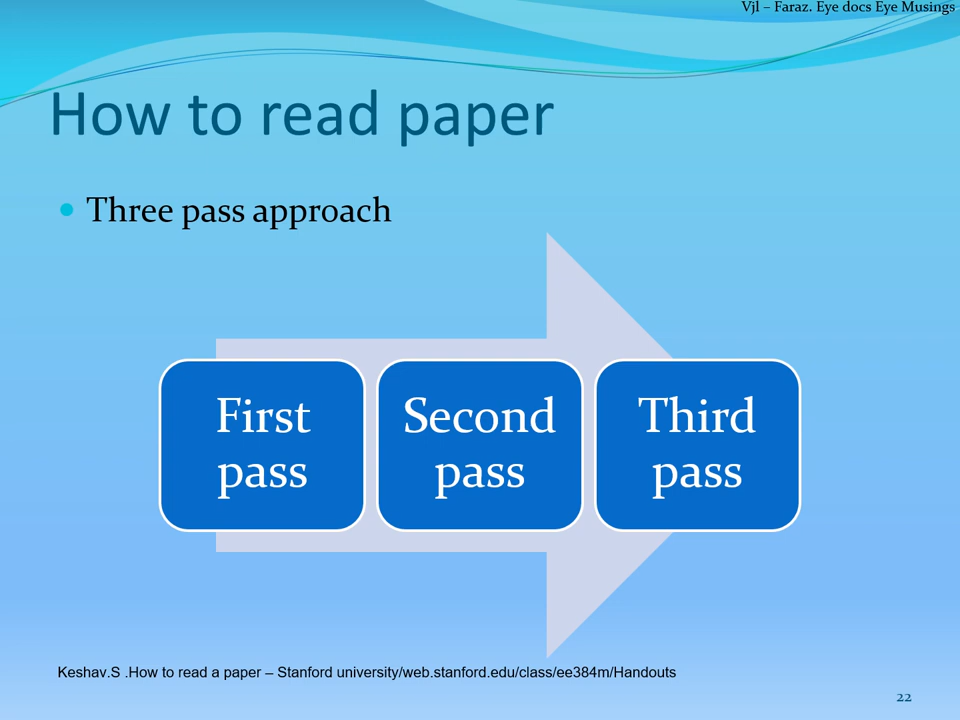 Vjl – Faraz. Eye docs Eye Musings
How to read paper
Three pass approach
First
pass
Second
pass
Third
pass
Keshav.S .How to read a paper – Stanford university/web.stanford.edu/class/ee384m/Handouts
22